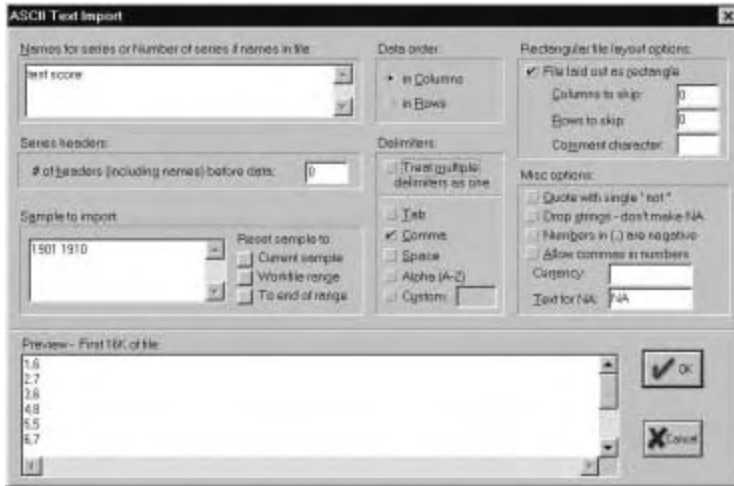 ASCII Text Import
Names for series or Number of series if names in file:
test score
Data order:
in Columns
in Rows
Rectangular file layout options:
File laid out as rectangle
Columns to skip: 0
Rows to skip: 0
Comment character:
Series headers:
# of headers (including names) before data: 0
Delimiters:
Treat multiple
delimiters as one
Tab
Comma
Space
Alpha (A-Z)
Custom:
Misc options:
Quote with single ' not "
Drop strings - don't make NA
Numbers in (.) are negative
Allow commas in numbers
Currency:
Text for NA: NA
Sample to import
1901 1910
Reset sample to:
Current sample
Workfile range
To end of range
Preview - First 16K of file:
1,6
2,7
3,6
4,8
5,5
6,7
OK
Cancel